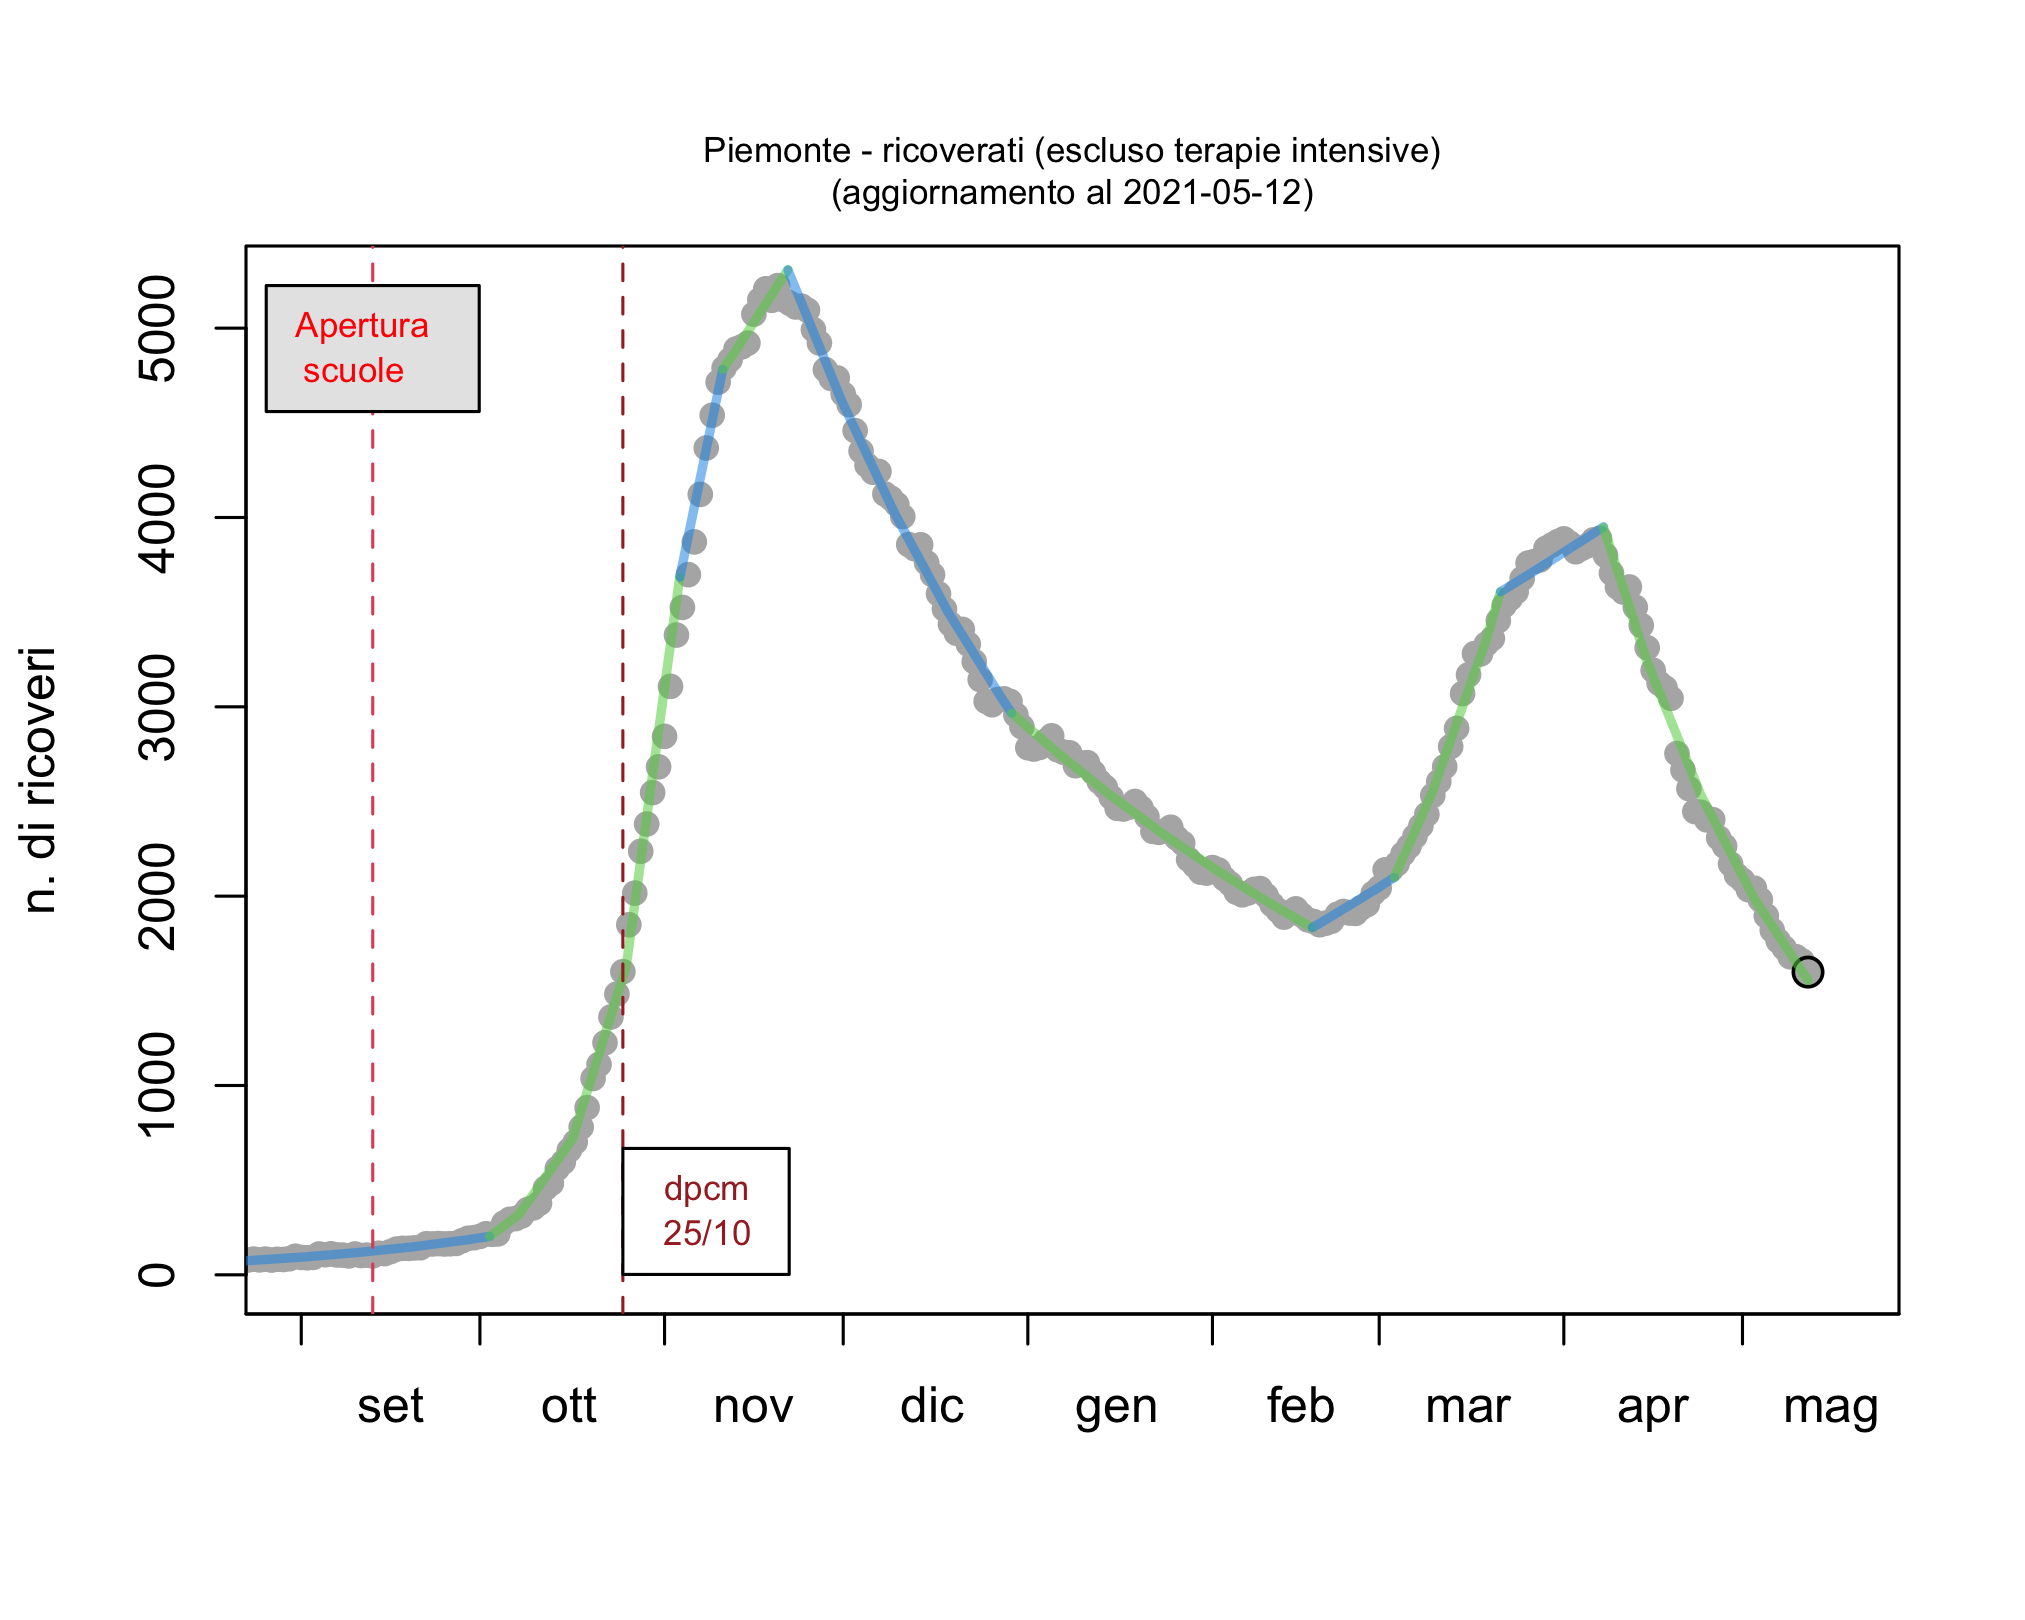 Piemonte - ricoverati (escluso terapie intensive)
(aggiornamento al 2021-05-12)
Apertura
scuole
dpcm
25/10
n. di ricoveri
5000
4000
3000
2000
1000
0
set ott nov dic gen feb mar apr mag